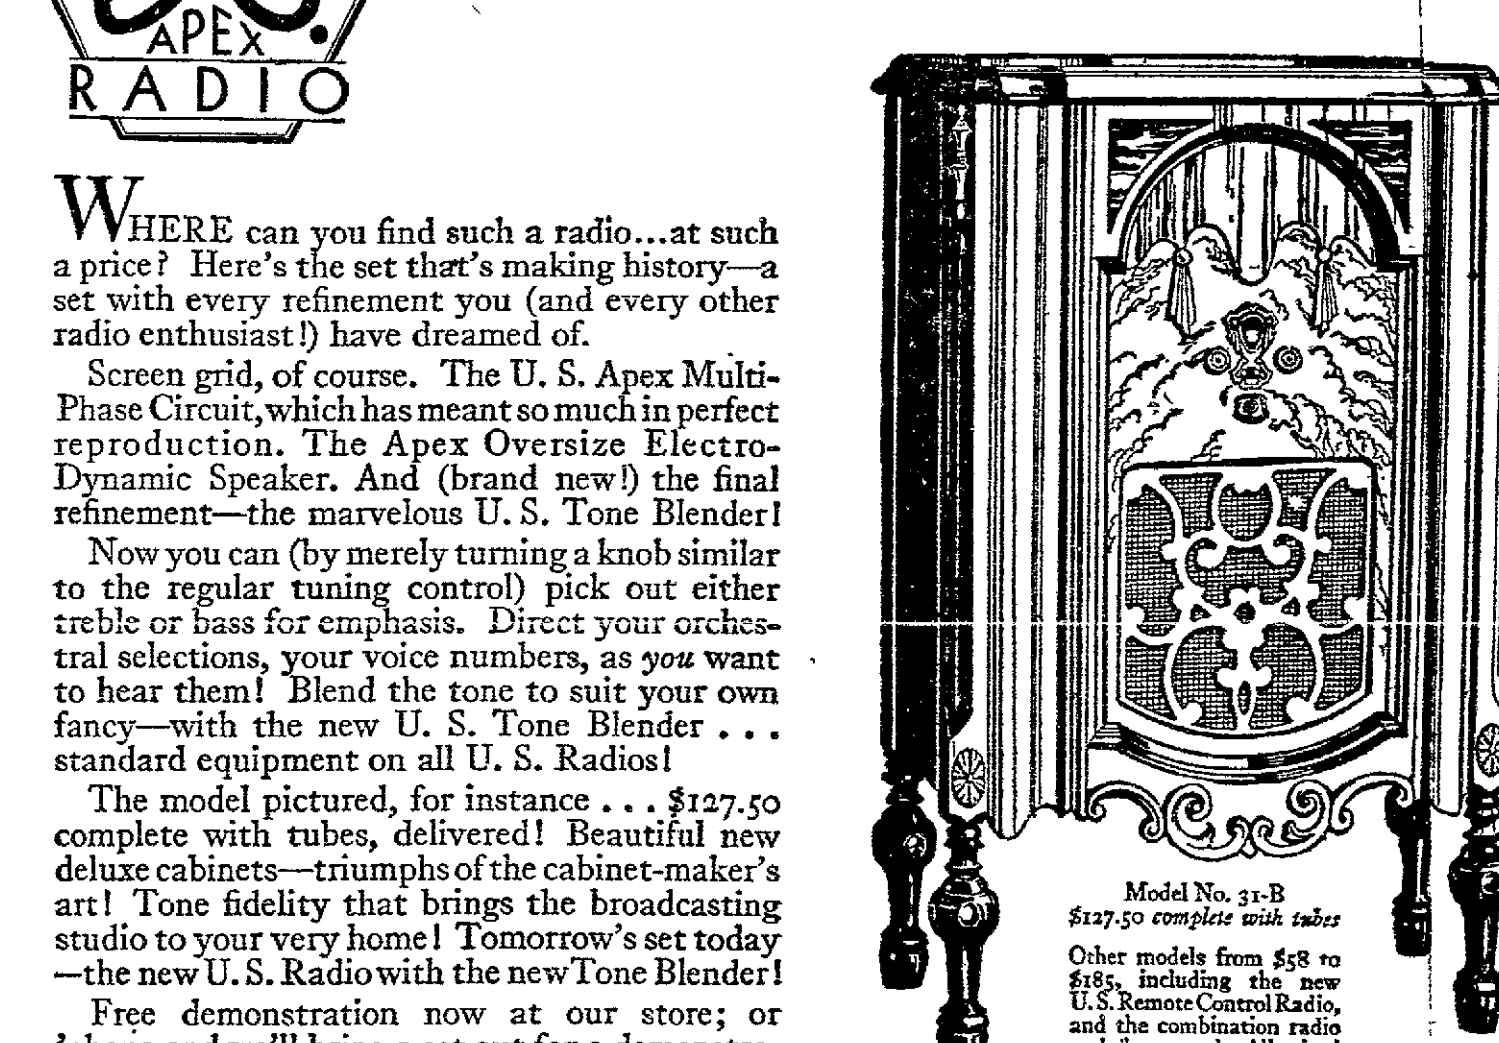 APEX
RADIO
WHERE can you find such a radio...at such
a price? Here's the set that's making history—a
set with every refinement you (and every other
radio enthusiast!) have dreamed of.
Screen grid, of course. The U. S. Apex Multi-
Phase Circuit, which has meant so much in perfect
reproduction. The Apex Oversize Electro-
Dynamic Speaker. And (brand new!) the final
refinement—the marvelous U. S. Tone Blender!
Now you can (by merely turning a knob similar
to the regular tuning control) pick out either
treble or bass for emphasis. Direct your orches-
tral selections, your voice numbers, as you want
to hear them! Blend the tone to suit your own
fancy—with the new U. S. Tone Blender . . .
standard equipment on all U. S. Radios!
The model pictured, for instance . . . $127.50
complete with tubes, delivered! Beautiful new
deluxe cabinets—triumphs of the cabinet-maker's
art! Tone fidelity that brings the broadcasting
studio to your very home! Tomorrow's set today
—the new U. S. Radio with the new Tone Blender!
Free demonstration now at our store; or
Model No. 31-B
$127.50 complete with tubes
Other models from $58 to
$185, including the new
U. S. Remote Control Radio,
and the combination radio